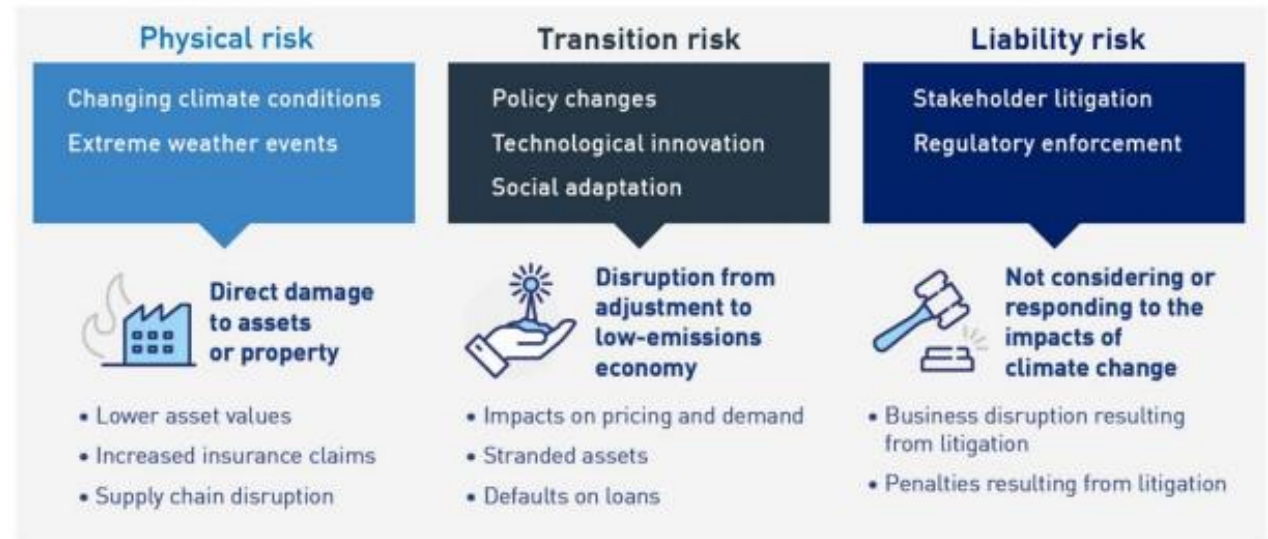 Physical risk
Changing climate conditions
Extreme weather events
Direct damage
to assets
or property
• Lower asset values
• Increased insurance claims
• Supply chain disruption
Transition risk
Policy changes
Technological innovation
Social adaptation
Disruption from
adjustment to
low-emissions
economy
• Impacts on pricing and demand
• Stranded assets
• Defaults on loans
Liability risk
Stakeholder litigation
Regulatory enforcement
Not considering or
responding to the
impacts of
climate change
• Business disruption resulting
from litigation
• Penalties resulting from litigation